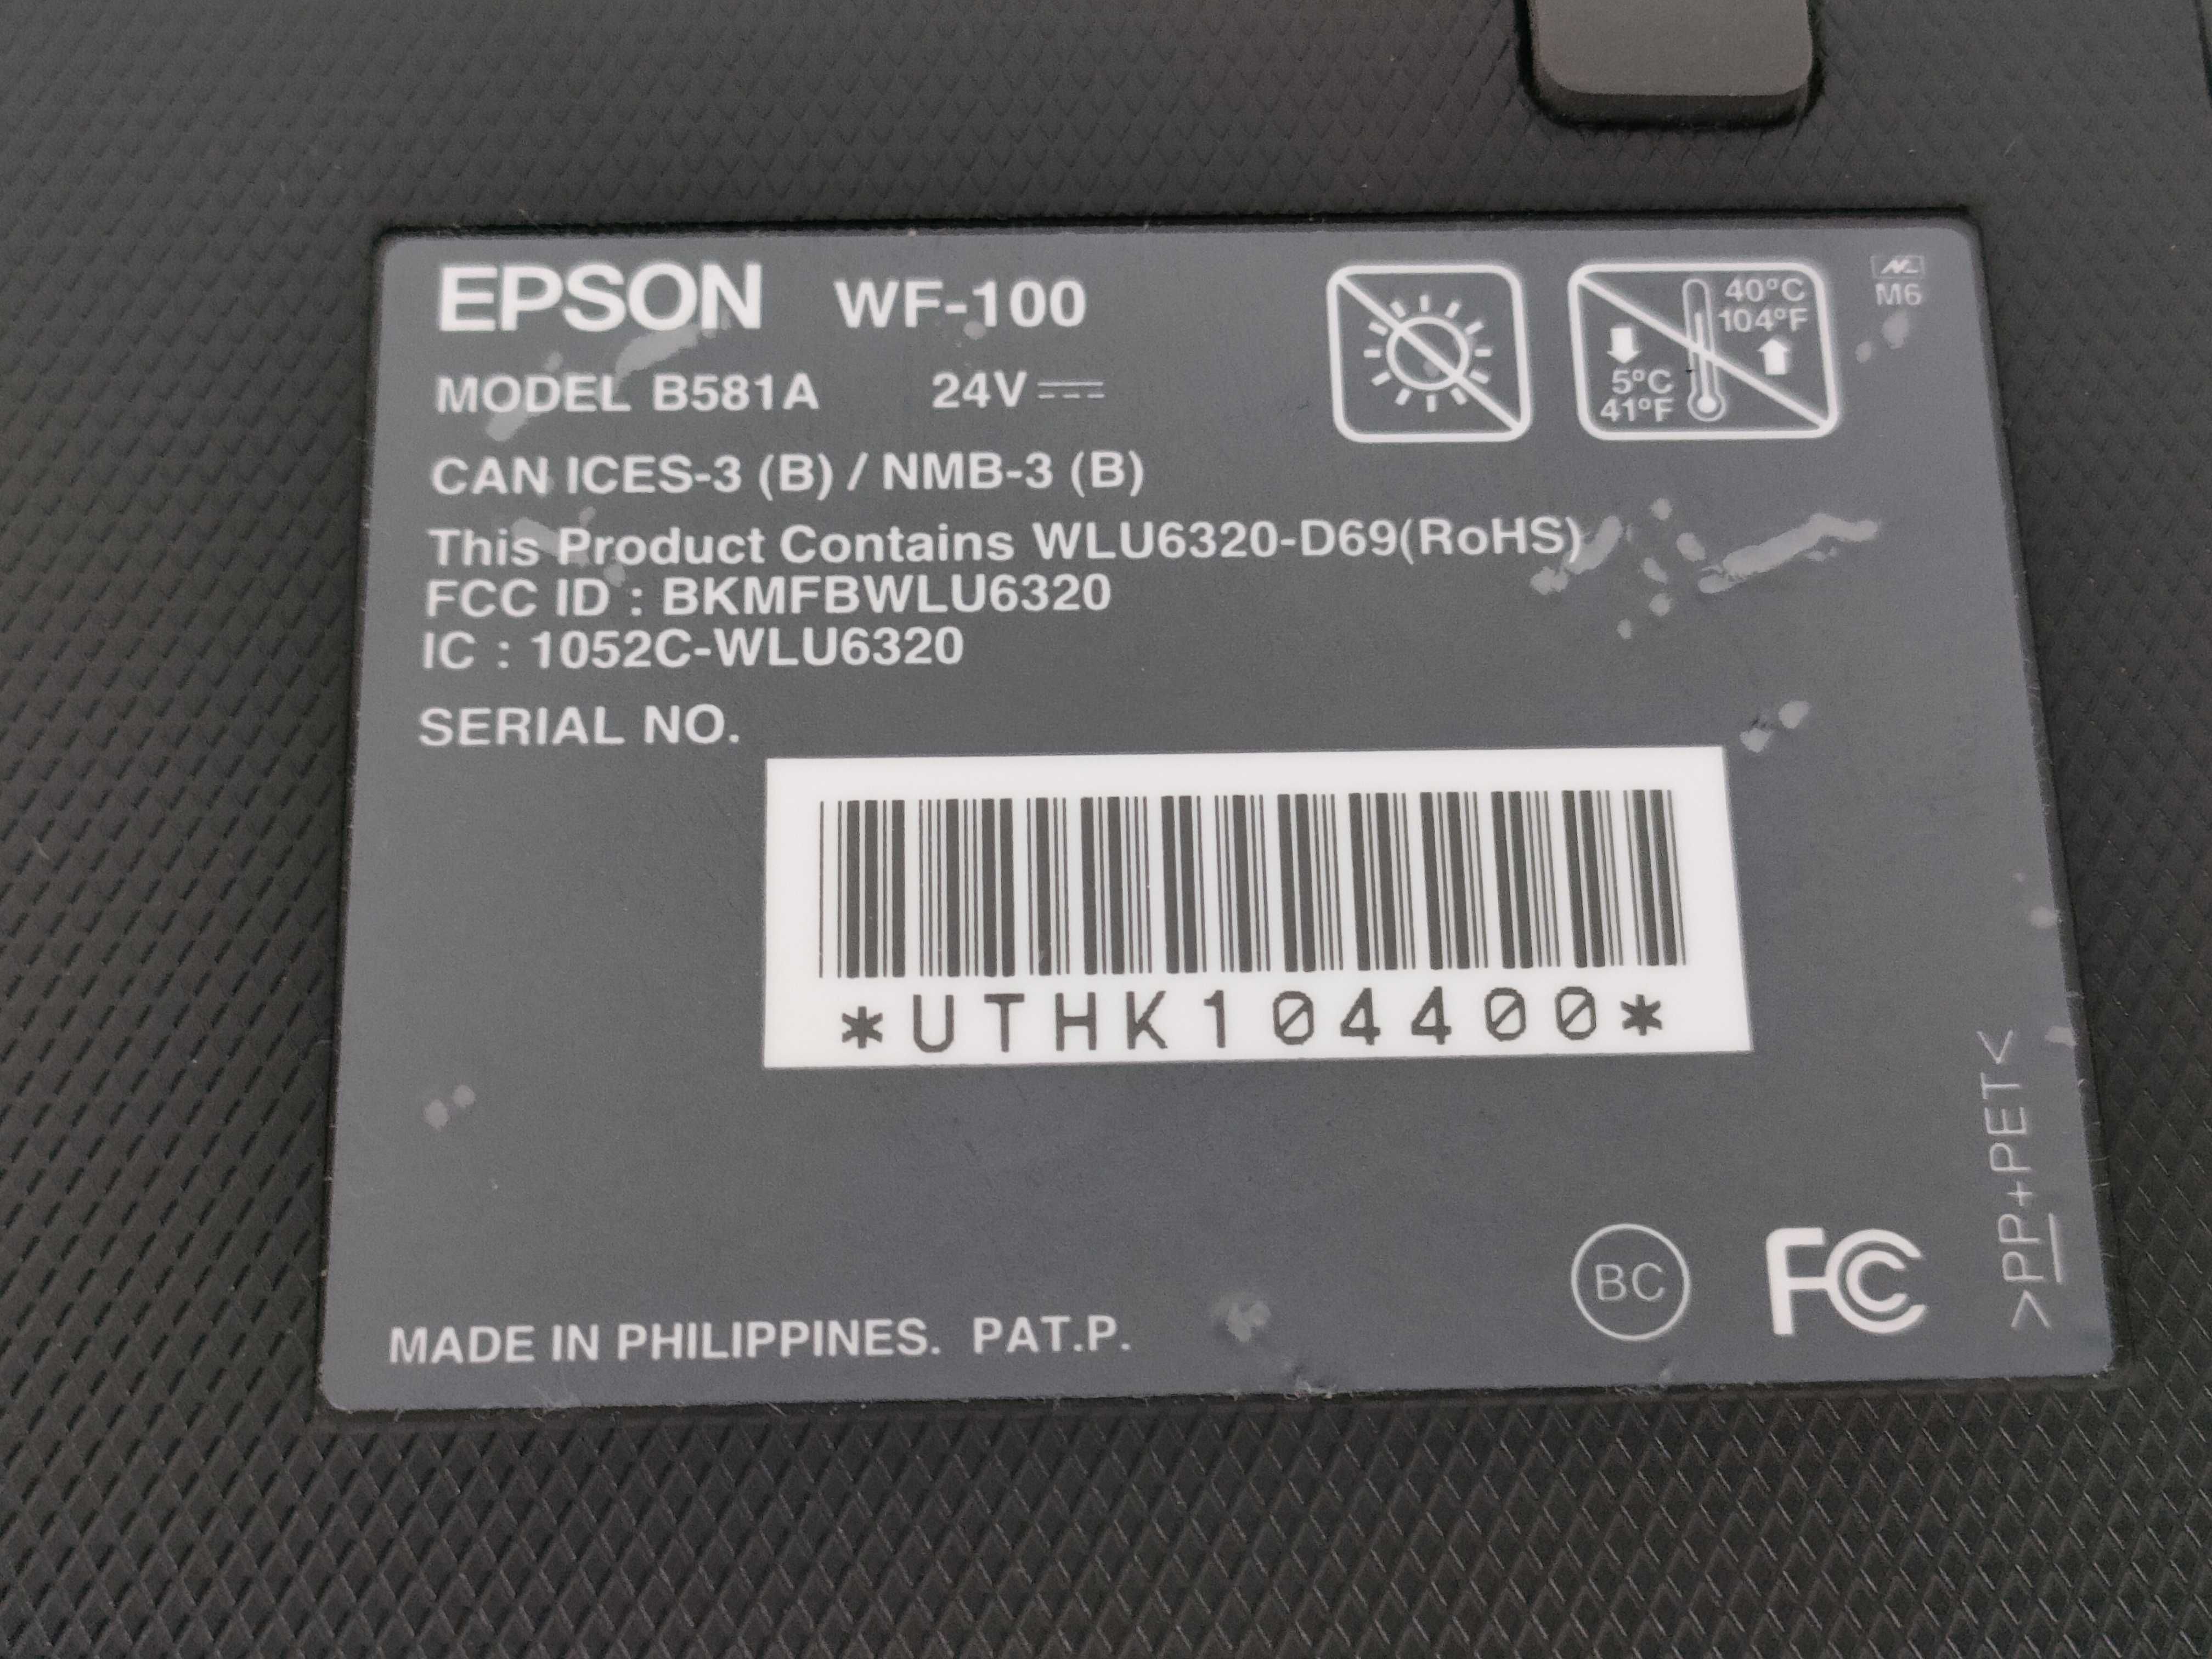 EPSON WF-100
MODEL B581A 24V
40°C
104°F
5°C
41°F
M6
CAN ICES-3 (B) / NMB-3 (B)
This Product Contains WLU6320-D69(RoHS)
FCC ID : BKMFBWLU6320
IC : 1052C-WLU6320
SERIAL NO.
*UTHK104400*
>PP+PET<
BC
FC
MADE IN PHILIPPINES. PAT.P.